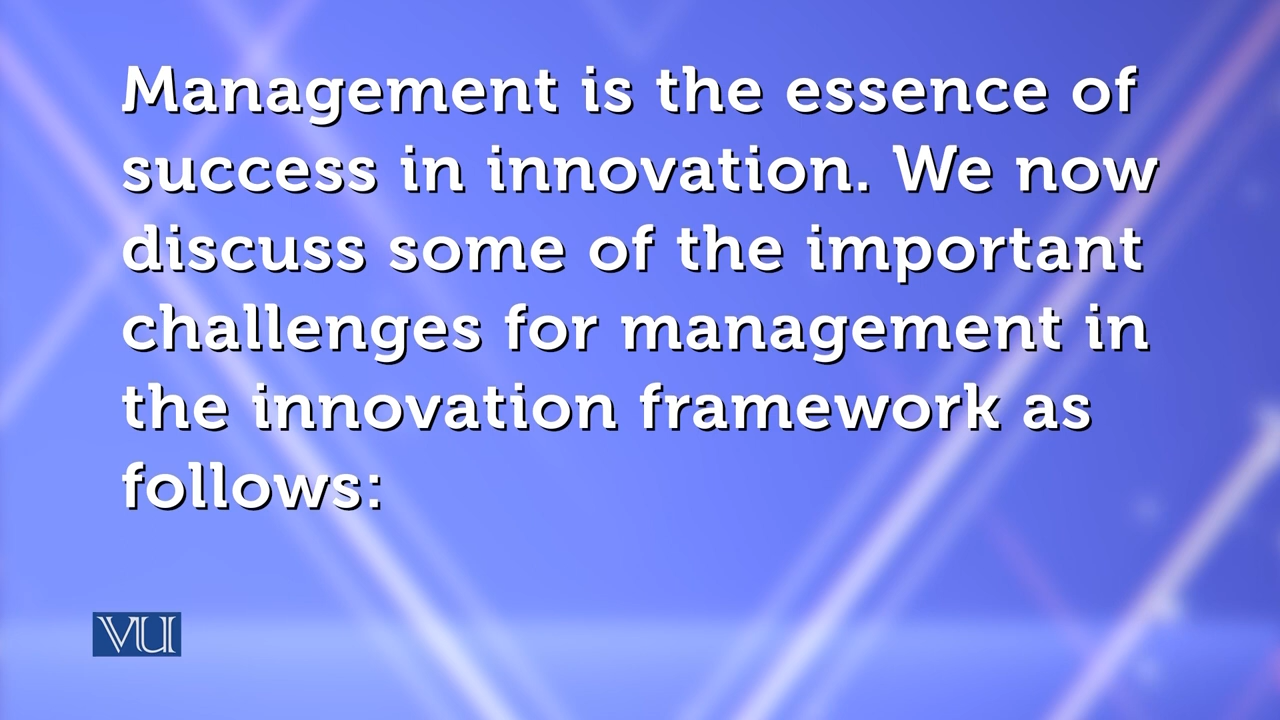 Management is the essence of
success in innovation. We now
discuss some of the important
challenges for management in
the innovation framework as
follows:
VU